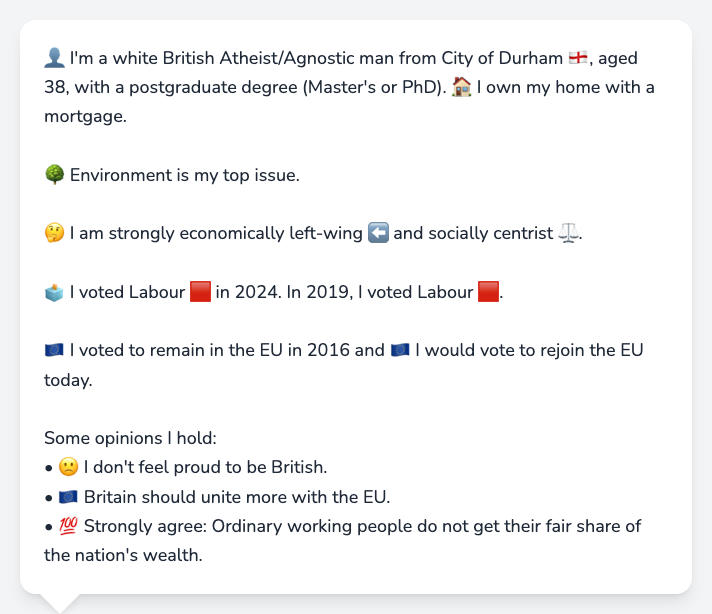 👤 I'm a white British Atheist/Agnostic man from City of Durham 🏴󠁧󠁢󠁥󠁮󠁧󠁿, aged
38, with a postgraduate degree (Master's or PhD). 🏠 I own my home with a
mortgage.
🌳 Environment is my top issue.
🤔 I am strongly economically left-wing ⬅️ and socially centrist ⚖️.
🗳️ I voted Labour 🟥 in 2024. In 2019, I voted Labour 🟥.
🇪🇺 I voted to remain in the EU in 2016 and 🇪🇺 I would vote to rejoin the EU
today.
Some opinions I hold:
• 🙁 I don't feel proud to be British.
• 🇪🇺 Britain should unite more with the EU.
• 💯 Strongly agree: Ordinary working people do not get their fair share of
the nation's wealth.